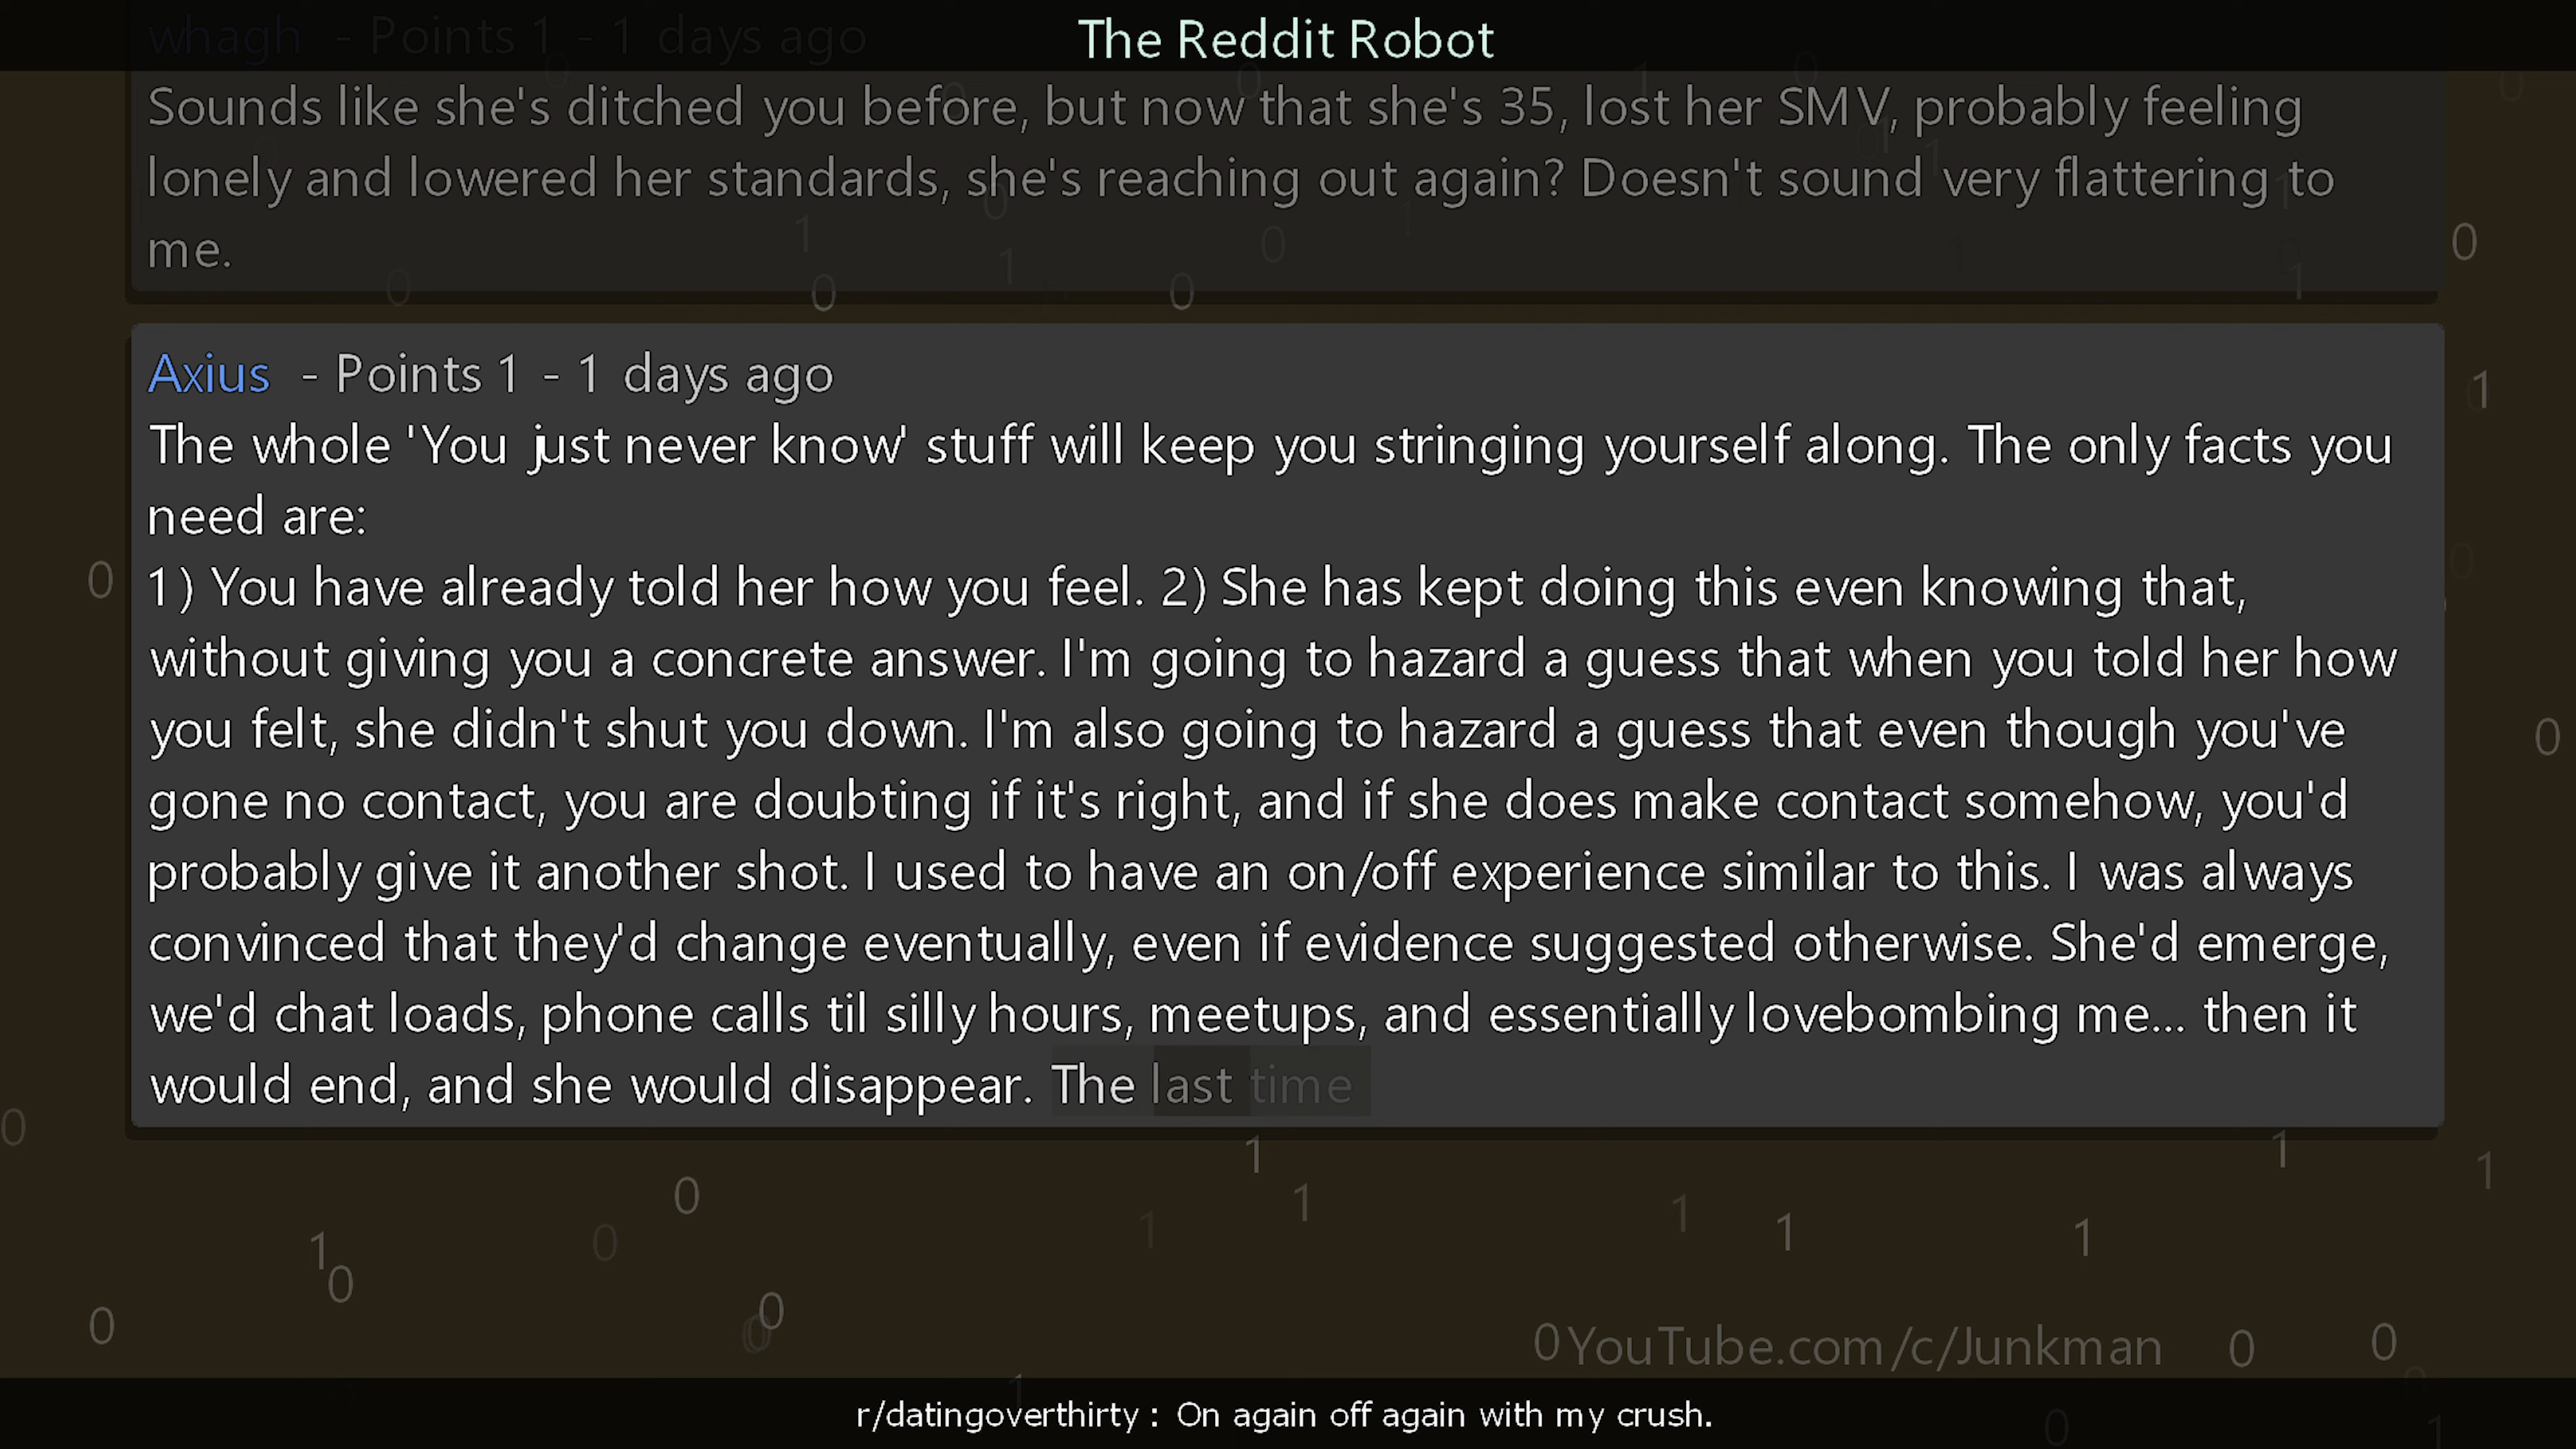 The Reddit Robot
whagh - Points 1 - 1 days ago
Sounds like she's ditched you before, but now that she's 35, lost her SMV, probably feeling
lonely and lowered her standards, she's reaching out again? Doesn't sound very flattering to
me.
Axius - Points 1 - 1 days ago
The whole 'You just never know' stuff will keep you stringing yourself along. The only facts you
need are:
1) You have already told her how you feel. 2) She has kept doing this even knowing that,
without giving you a concrete answer. I'm going to hazard a guess that when you told her how
you felt, she didn't shut you down. I'm also going to hazard a guess that even though you've
gone no contact, you are doubting if it's right, and if she does make contact somehow, you'd
probably give it another shot. I used to have an on/off experience similar to this. I was always
convinced that they'd change eventually, even if evidence suggested otherwise. She'd emerge,
we'd chat loads, phone calls til silly hours, meetups, and essentially lovebombing me... then it
would end, and she would disappear. The last time
YouTube.com/c/Junkman
r/datingoverthirty : On again off again with my crush.